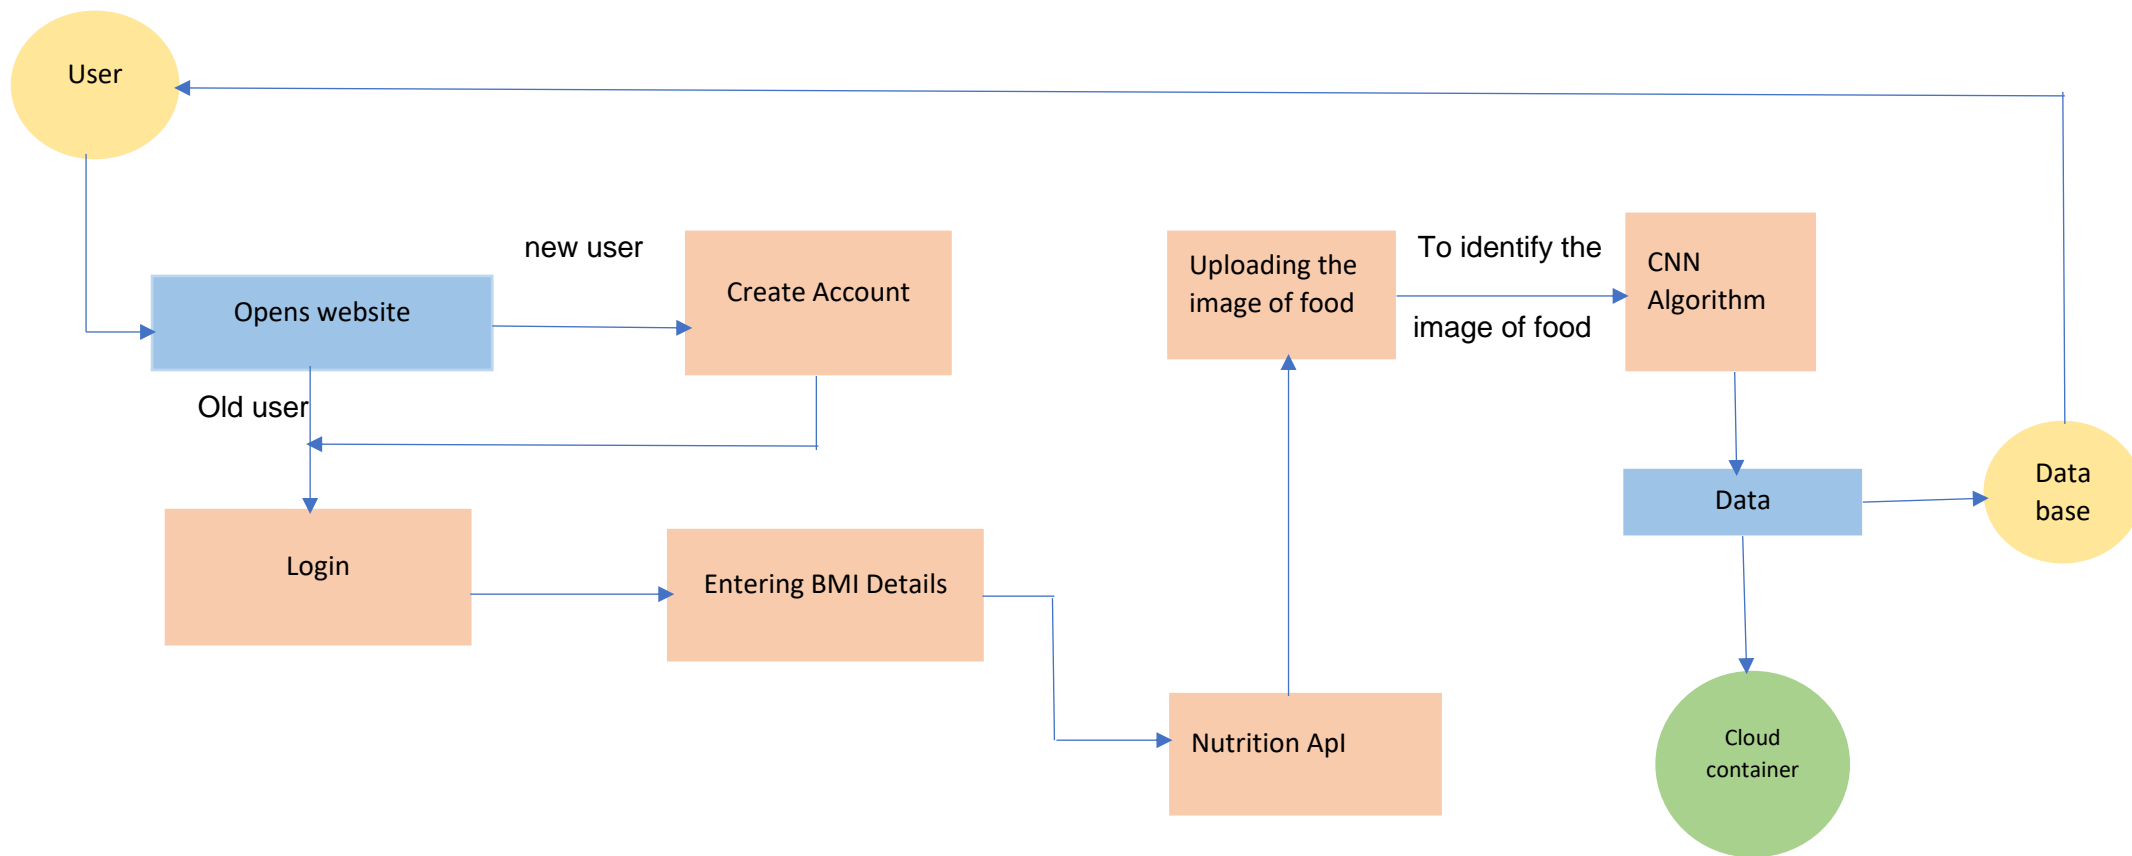 User
new user
Create Account
Opens website
Old user
Login
Entering BMI Details
Nutrition ApI
Uploading the
image of food
To identify the
image of food
CNN
Algorithm
Data
Data
base
Cloud
container